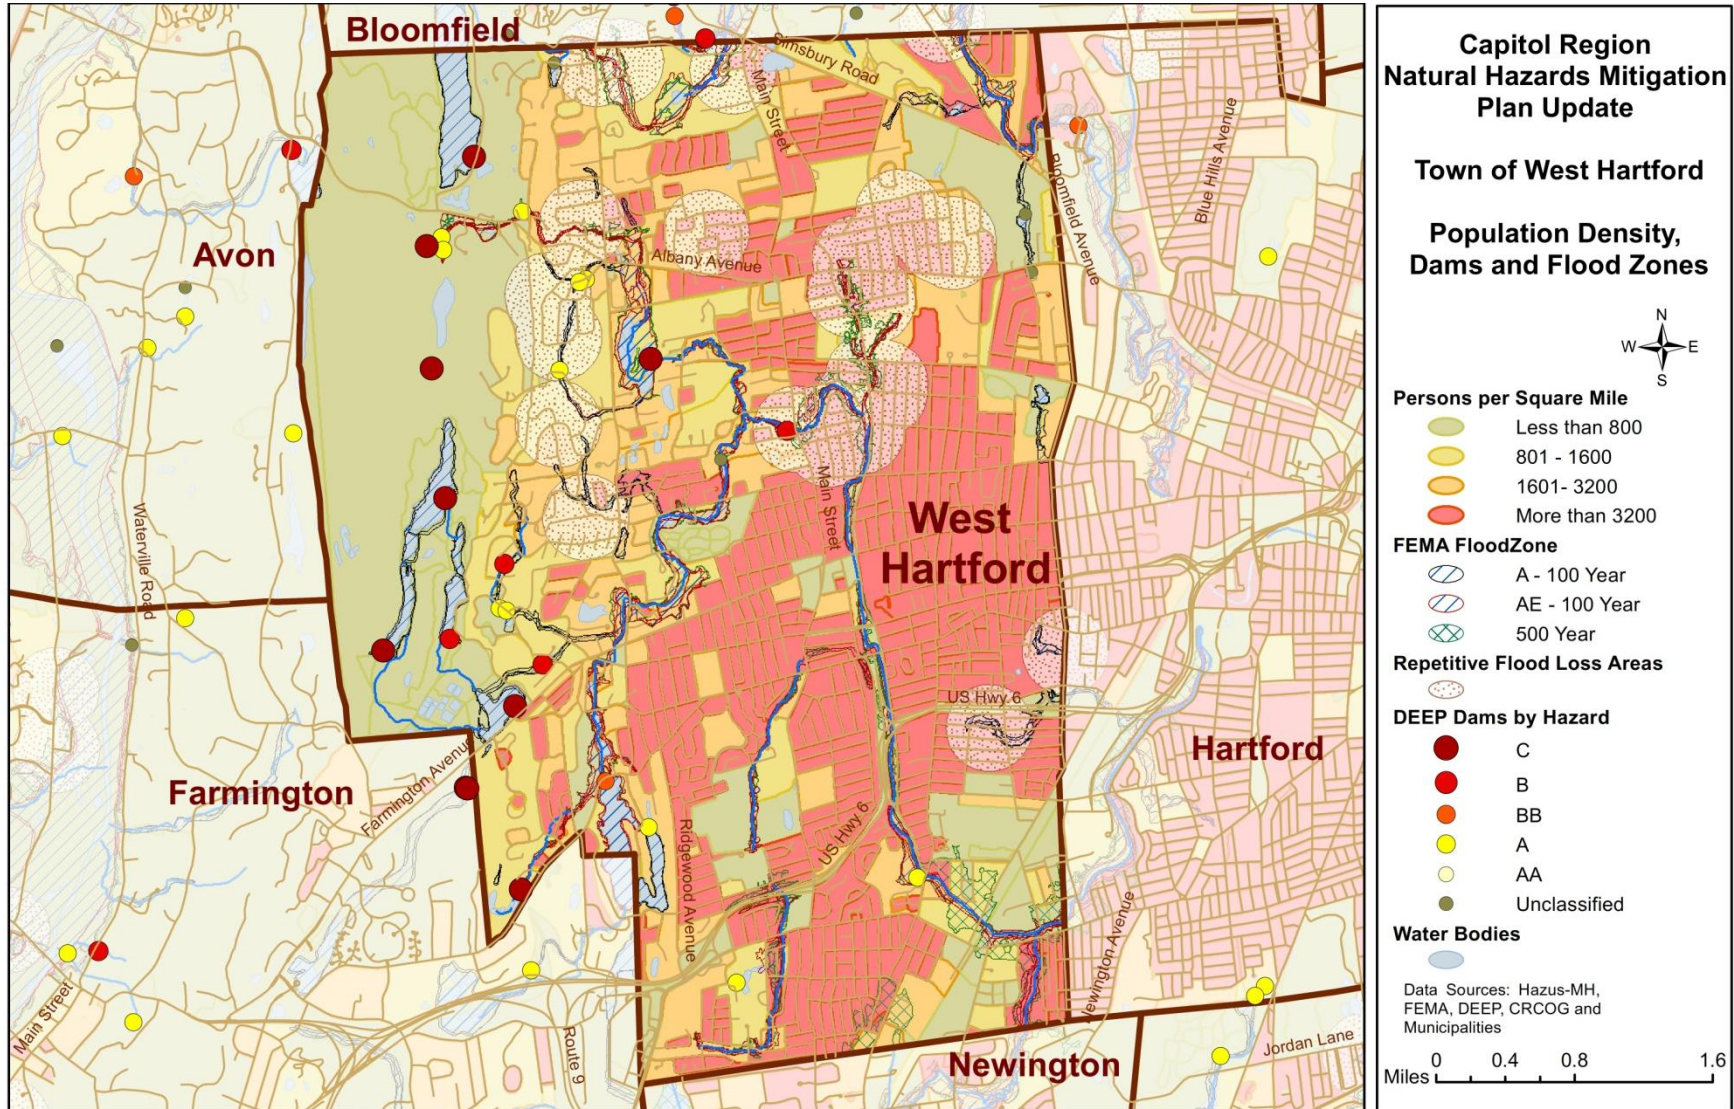 Bloomfield
Simsbury Road
Main Street
Blue Hills Avenue
Bloomfield Avenue
Avon
Albany Avenue
Waterville Road
Main Street
West
Hartford
US Hwy 6
Hartford
Farmington Avenue
Farmington
US Hwy 6
Ridgewood Avenue
Newington Avenue
Main Street
Route 9
Newington
Jordan Lane
Capitol Region
Natural Hazards Mitigation
Plan Update
Town of West Hartford
Population Density,
Dams and Flood Zones
N
W E
S
Persons per Square Mile
Less than 800
801 - 1600
1601- 3200
More than 3200
FEMA FloodZone
A - 100 Year
AE - 100 Year
500 Year
Repetitive Flood Loss Areas
DEEP Dams by Hazard
C
B
BB
A
AA
Unclassified
Water Bodies
Data Sources: Hazus-MH,
FEMA, DEEP, CRCOG and
Municipalities
0 0.4 0.8 1.6
Miles